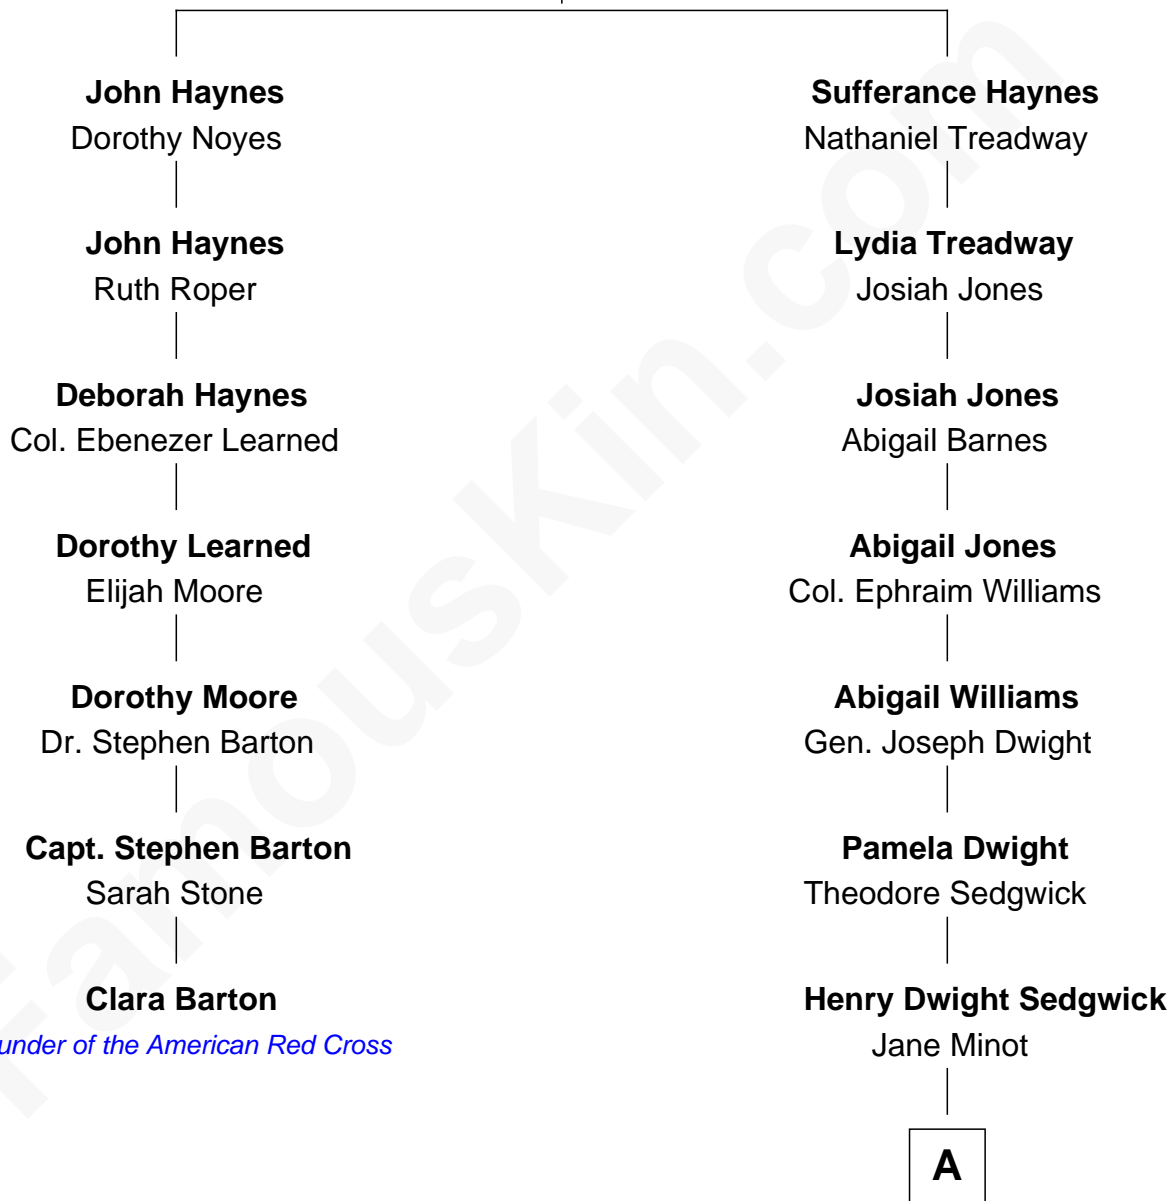 John Haynes
Dorothy Noyes
John Haynes
Ruth Roper
Deborah Haynes
Col. Ebenezer Learned
Dorothy Learned
Elijah Moore
Dorothy Moore
Dr. Stephen Barton
Capt. Stephen Barton
Sarah Stone
Clara Barton
under of the American Red Cross
Sufferance Haynes
Nathaniel Treadway
Lydia Treadway
Josiah Jones
Josiah Jones
Abigail Barnes
Abigail Jones
Col. Ephraim Williams
Abigail Williams
Gen. Joseph Dwight
Pamela Dwight
Theodore Sedgwick
Henry Dwight Sedgwick
Jane Minot
A
FamousKin.com